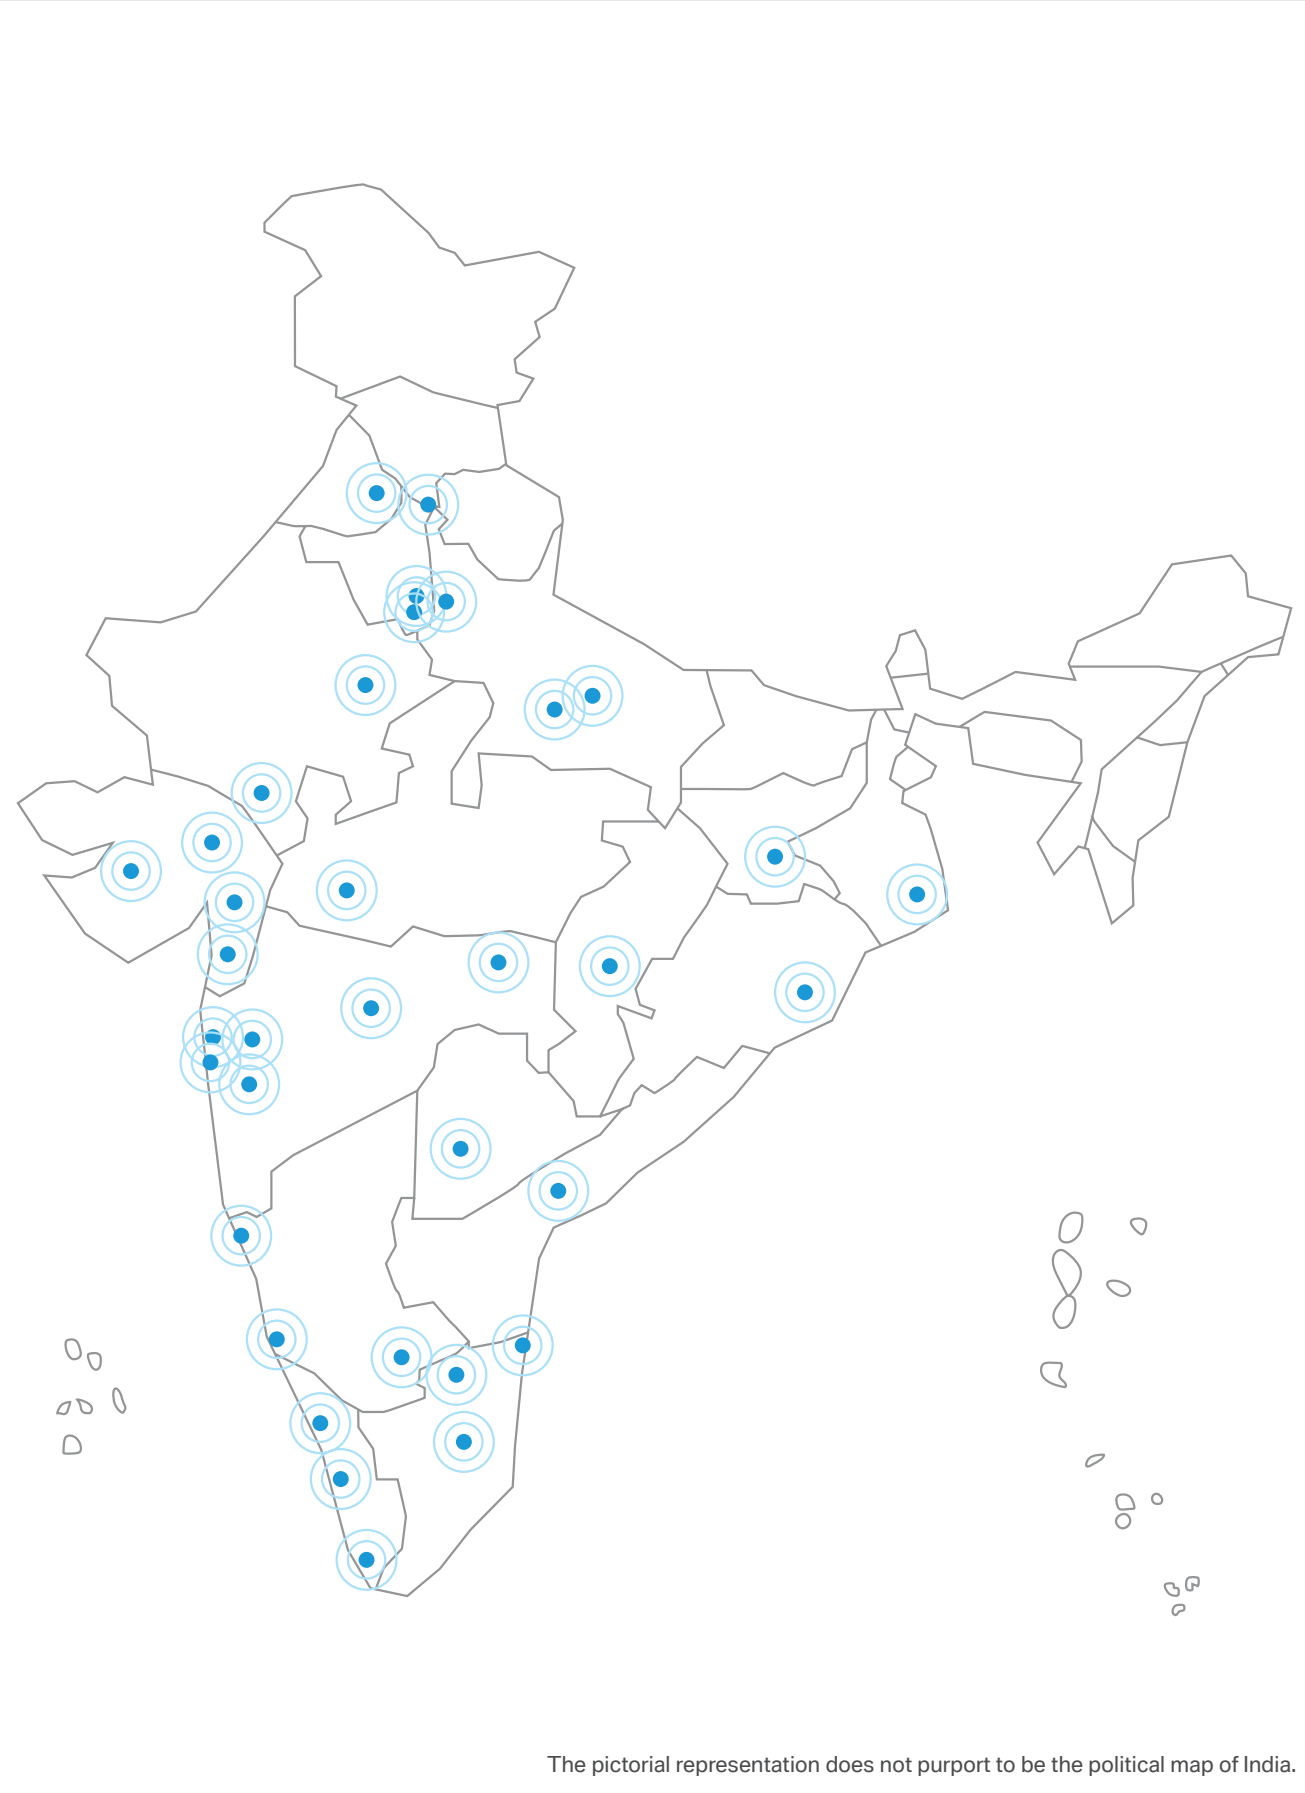 The pictorial representation does not purport to be the political map of India.